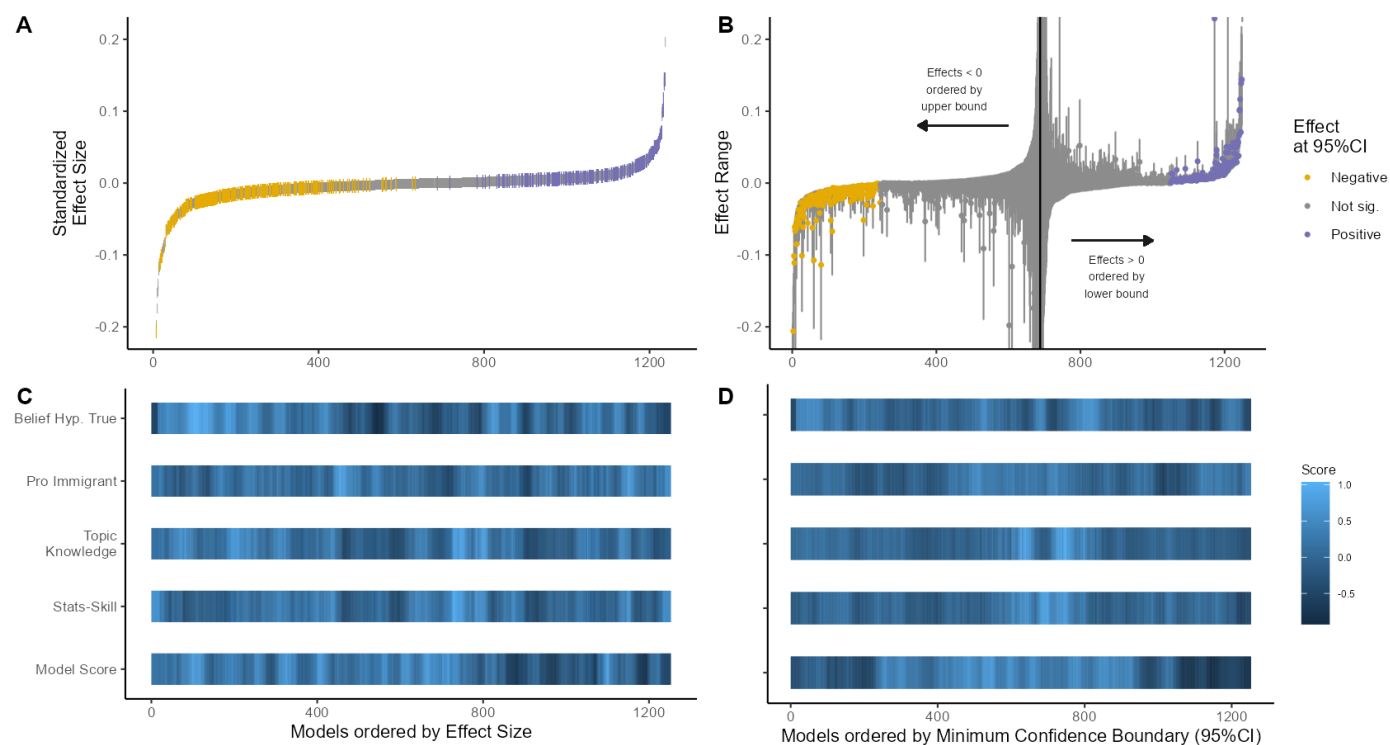 A
0.2
0.1
0.0
-0.1
-0.2
Standardized
Effect Size
0
400
800
1200
B
0.2
0.1
0.0
-0.1
-0.2
Effect Range
Effects < 0
ordered by
upper bound
Effects > 0
ordered by
lower bound
0
400
800
1200
Effect
at 95%CI
Negative
Not sig.
Positive
C
Belief Hyp. True
Pro Immigrant
Topic
Knowledge
Stats-Skill
Model Score
0
400
800
1200
Models ordered by Effect Size
D
0
400
800
1200
Models ordered by Minimum Confidence Boundary (95%CI)
Score
1.0
0.5
0.0
-0.5